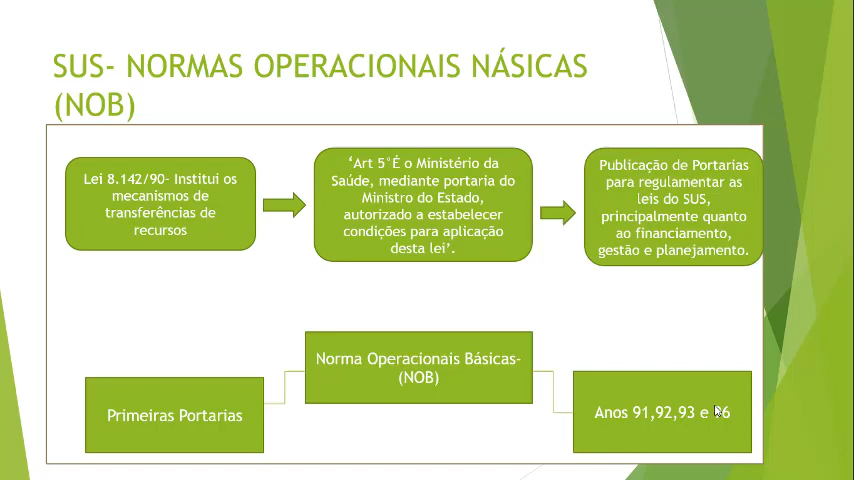 SUS- NORMAS OPERACIONAIS NÁSICAS
(NOB)
Lei 8.142/90- Institui os
mecanismos de
transferências de
recursos
‘Art 5°É o Ministério da
Saúde, mediante portaria do
Ministro do Estado,
autorizado a estabelecer
condições para aplicação
desta lei’.
Publicação de Portarias
para regulamentar as
leis do SUS,
principalmente quanto
ao financiamento,
gestão e planejamento.
Norma Operacionais Básicas-
(NOB)
Primeiras Portarias
Anos 91,92,93 e